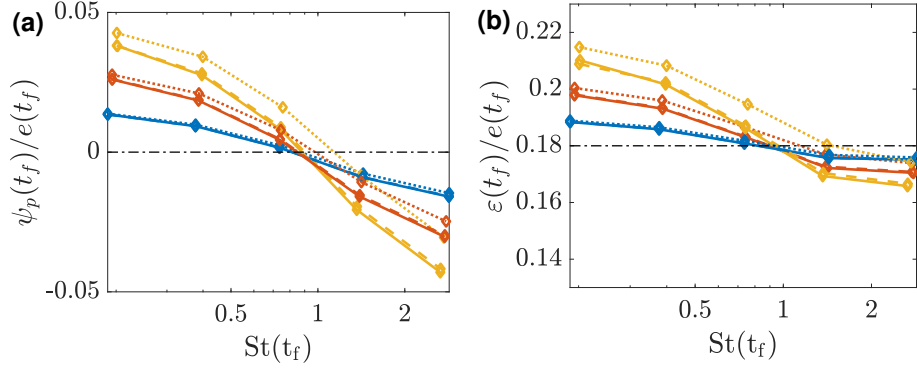 (a)
0.05
0
-0.05
ψp(tf)/e(tf)
0.5
1
2
St(tf)
(b)
0.22
0.2
0.18
0.16
0.14
ε(tf)/e(tf)
0.5
1
2
St(tf)